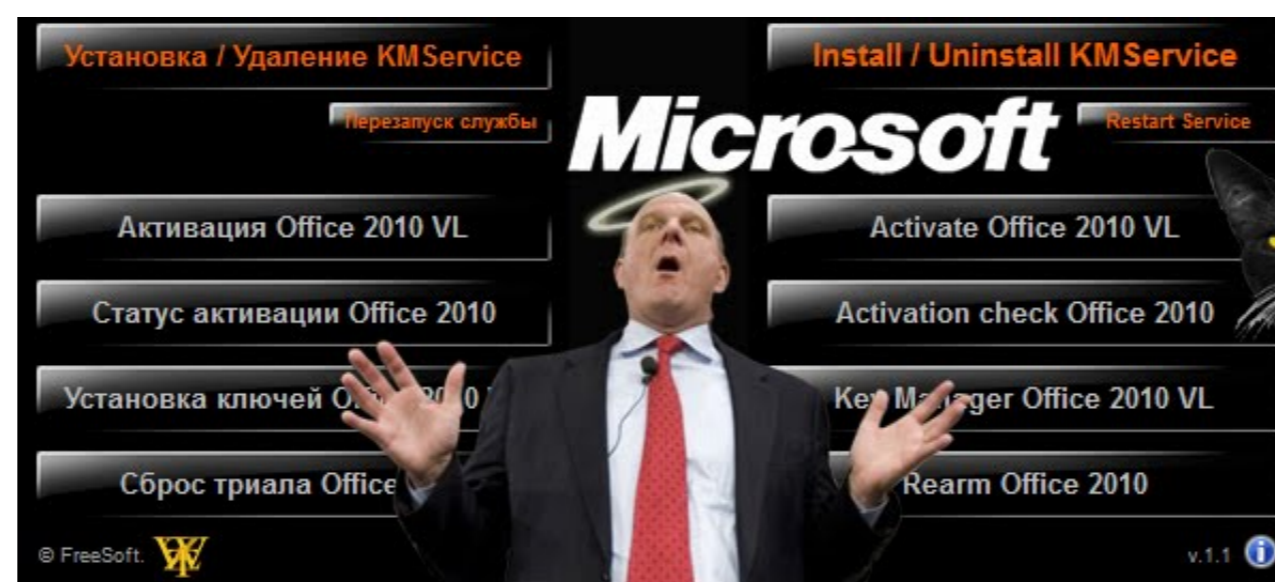 Установка / Удаление KMService
Install / Uninstall KMService
Перезапуск службы
Microsoft
Restart Service
Активация Office 2010 VL
Activate Office 2010 VL
Статус активации Office 2010
Activation check Office 2010
Установка ключей
Office 2010 VL
Сброс триала Office
Rearm Office 2010
© FreeSoft.
v.1.1